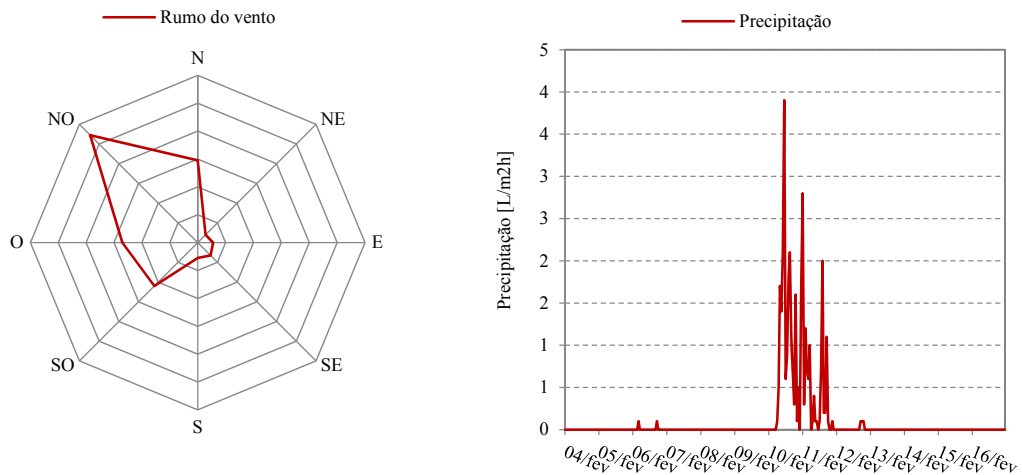 Rumo do vento
N
NE
E
SE
S
SO
O
NO
Precipitação
Precipitação [L/m2h]
5
4
4
3
3
2
2
1
1
0
04/fev
05/fev
06/fev
07/fev
08/fev
09/fev
10/fev
11/fev
12/fev
13/fev
14/fev
15/fev
16/fev